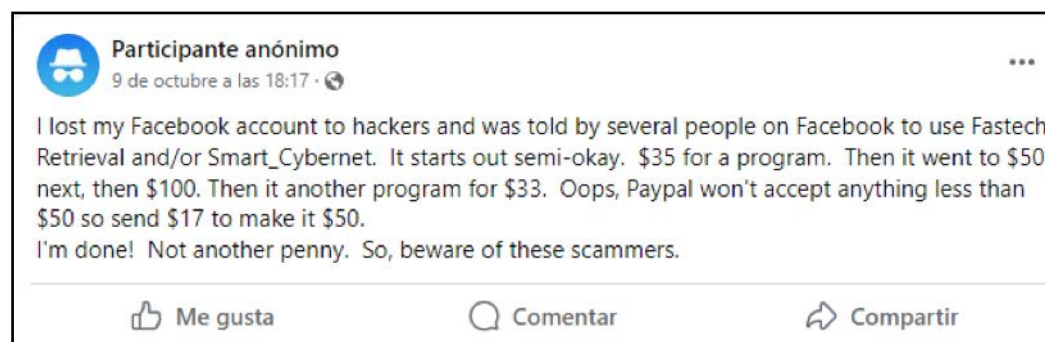 Participante anónimo
9 de octubre a las 18:17 ·
I lost my Facebook account to hackers and was told by several people on Facebook to use Fastech
Retrieval and/or Smart_Cybernet.  It starts out semi-okay.  $35 for a program.  Then it went to $50
next, then $100. Then it another program for $33.  Oops, Paypal won't accept anything less than
$50 so send $17 to make it $50.
I'm done!  Not another penny.  So, beware of these scammers.
Me gusta
Comentar
Compartir